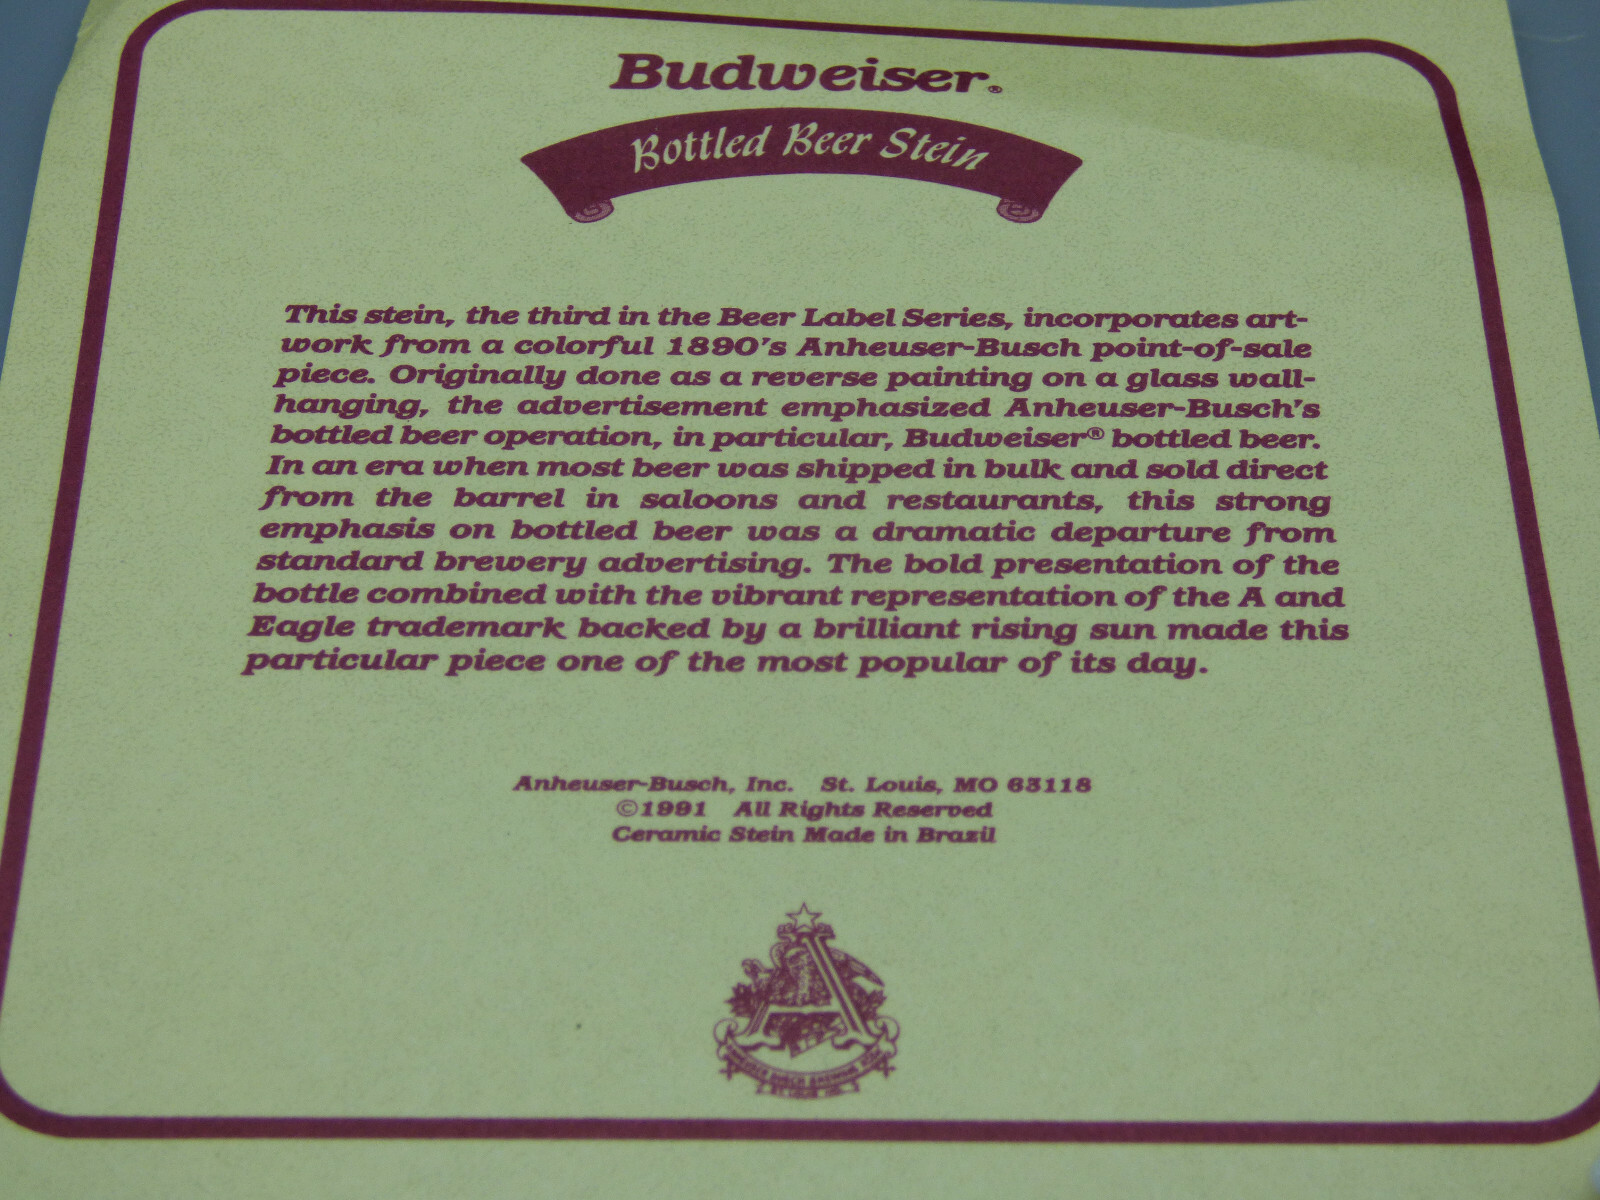 Budweiser®
Bottled Beer Stein
This stein, the third in the Beer Label Series, incorporates art-
work from a colorful 1890's Anheuser-Busch point-of-sale
piece. Originally done as a reverse painting on a glass wall-
hanging, the advertisement emphasized Anheuser-Busch's
bottled beer operation, in particular, Budweiser® bottled beer.
In an era when most beer was shipped in bulk and sold direct
from the barrel in saloons and restaurants, this strong
emphasis on bottled beer was a dramatic departure from
standard brewery advertising. The bold presentation of the
bottle combined with the vibrant representation of the A and
Eagle trademark backed by a brilliant rising sun made this
particular piece one of the most popular of its day.
Anheuser-Busch, Inc. St. Louis, MO 63118
©1991 All Rights Reserved
Ceramic Stein Made in Brazil
A